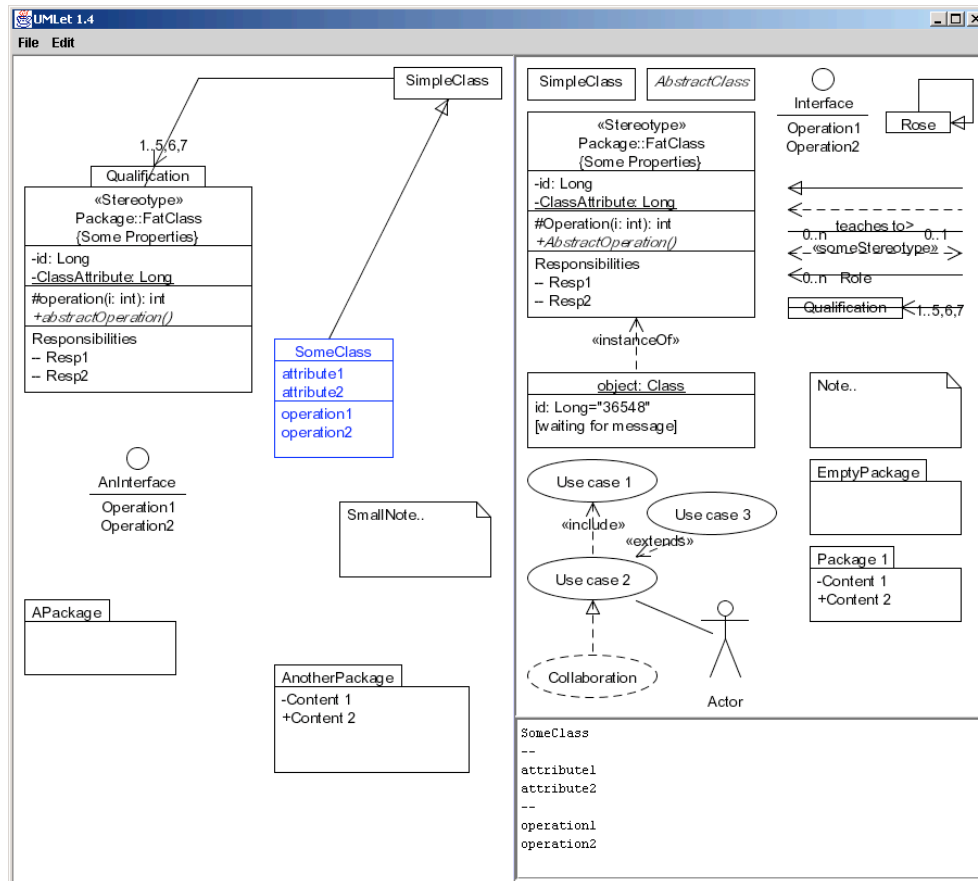 UMLet 1.4
File Edit
SimpleClass
1..5,6,7
Qualification
«Stereotype»
Package::FatClass
{Some Properties}
-id: Long
-ClassAttribute: Long
#operation(i: int): int
+abstractOperation()
Responsibilities
-- Resp1
-- Resp2
SomeClass
attribute1
attribute2
operation1
operation2
AnInterface
Operation1
Operation2
SmallNote..
APackage
AnotherPackage
-Content 1
+Content 2
SimpleClass
AbstractClass
Interface
Operation1
Operation2
Rose
«Stereotype»
Package::FatClass
{Some Properties}
-id: Long
-ClassAttribute: Long
#Operation(i: int): int
+AbstractOperation()
Responsibilities
-- Resp1
-- Resp2
teaches to>
0..n 0..1
«someStereotype»
0..n Role
Qualification 1..5,6,7
«instanceOf»
object: Class
id: Long="36548"
[waiting for message]
Note..
EmptyPackage
Package 1
-Content 1
+Content 2
Use case 1
«include»
Use case 3
«extends»
Use case 2
Collaboration
Actor
SomeClass
--
attribute1
attribute2
--
operation1
operation2